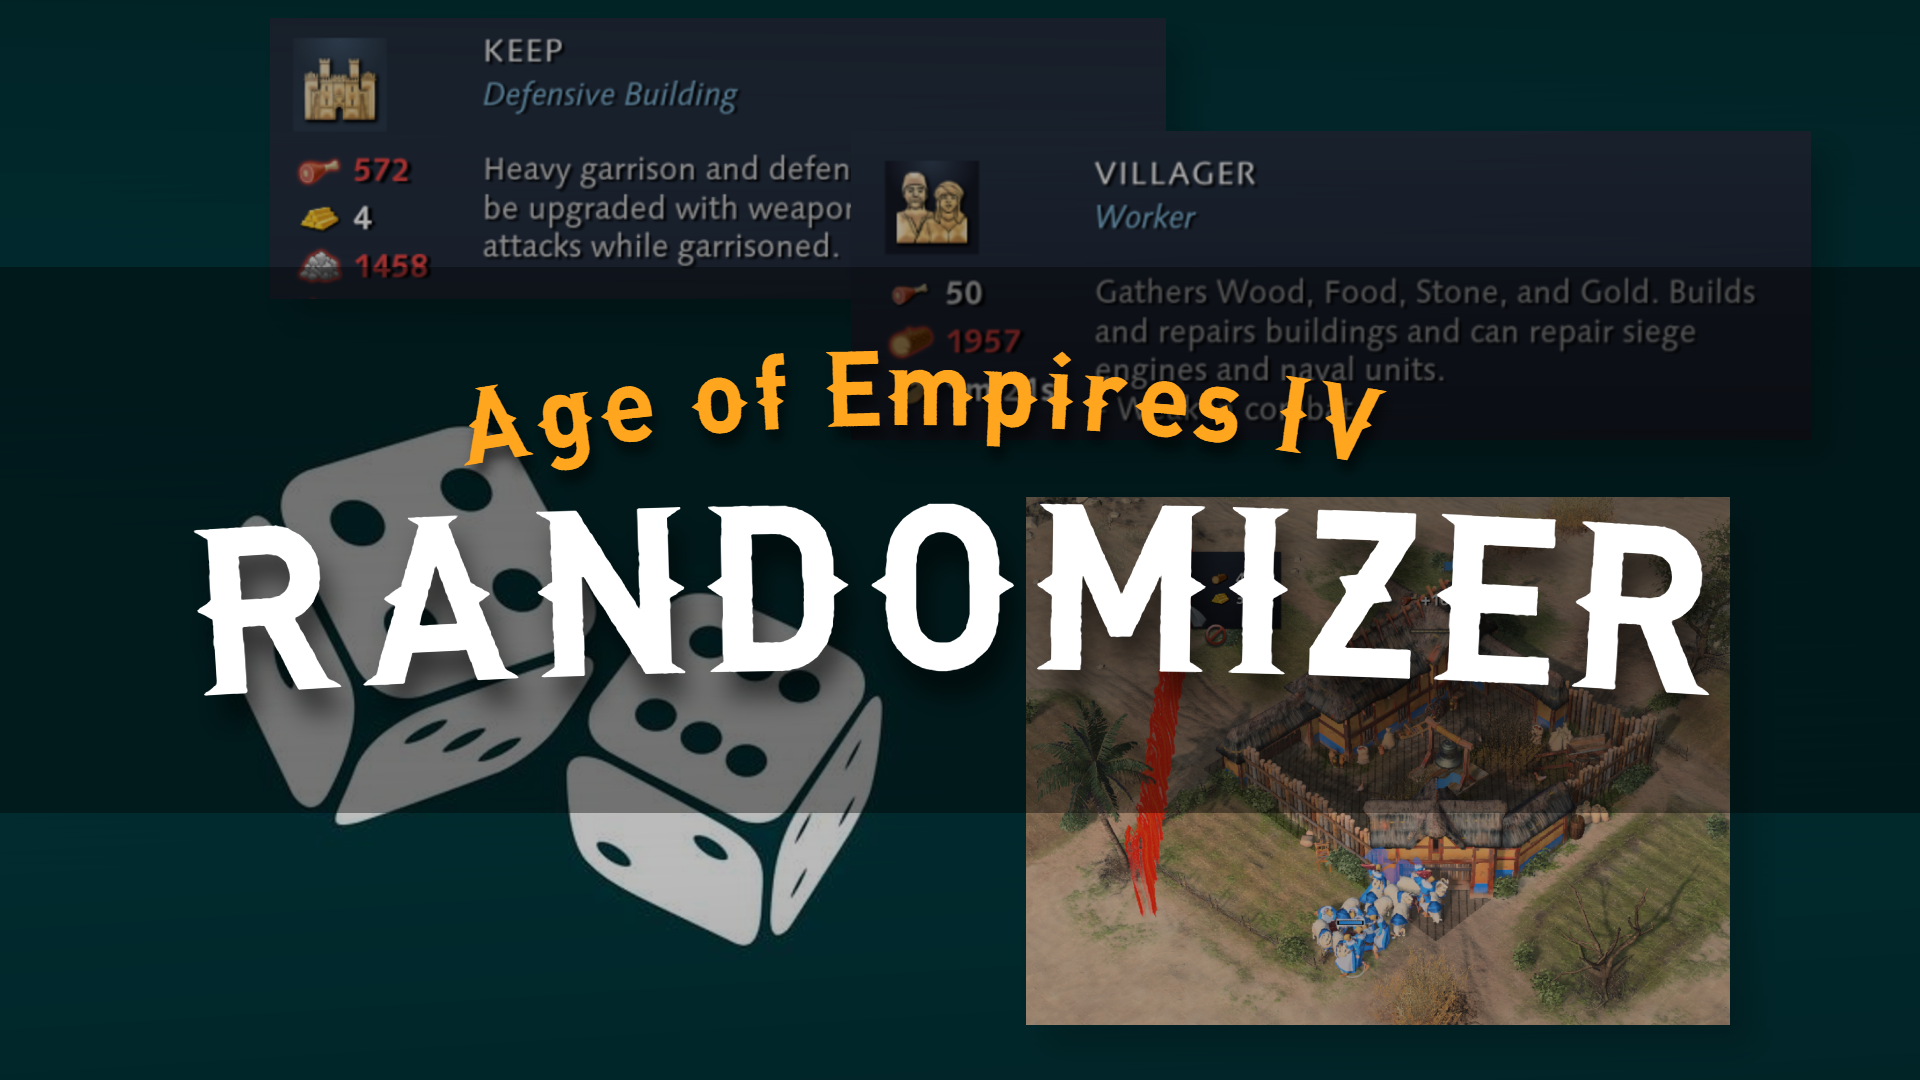 KEEP
Defensive Building
572
4
1458
Heavy garrison and defen
be upgraded with weapon
attacks while garrisoned.
VILLAGER
Worker
50
1957
Gathers Wood, Food, Stone, and Gold. Builds
and repairs buildings and can repair siege
engines and naval units.
combat
Age of Empires IV
RANDOMIZER